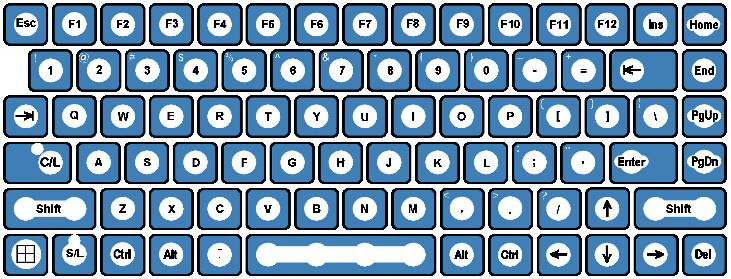 Esc F1 F2 F3 F4 F5 F6 F7 F8 F9 F10 F11 F12 Ins Home
! 1 @ 2 # 3 $ 4 % 5 ^ 6 & 7 * 8 ( 9 ) 0 _ - + = End
Q W E R T Y U I O P { [ } ] | \ PgUp
C/L A S D F G H J K L : ; " ' Enter PgDn
Shift Z X C V B N M < , > . ? / ↑ Shift
S/L Ctrl Alt Alt Ctrl ← ↓ → Del